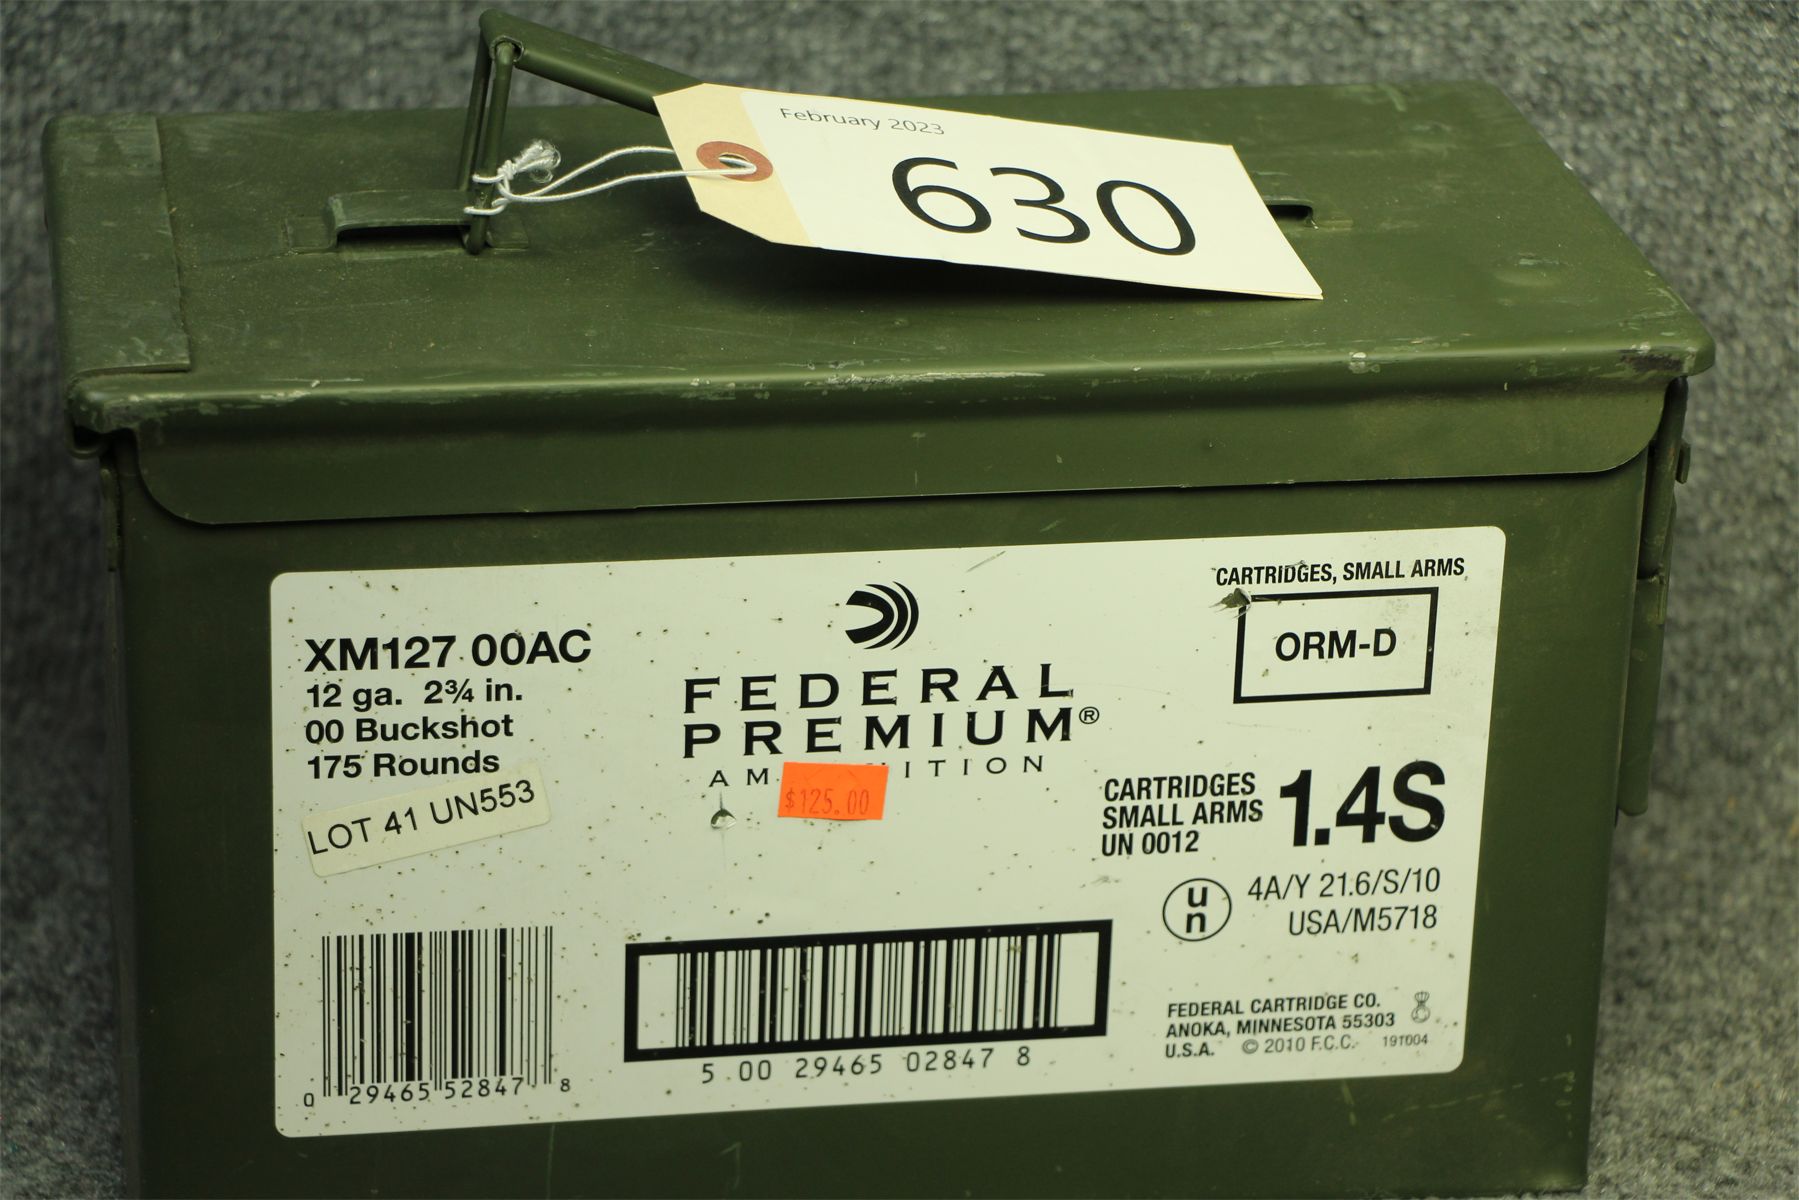 February 2023
630
CARTRIDGES, SMALL ARMS
ORM-D
XM127 00AC
12 ga. 2¾ in.
00 Buckshot
175 Rounds
LOT 41 UN553
FEDERAL
PREMIUM®
$125.00
CARTRIDGES
SMALL ARMS
UN 0012
1.4S
un
4A/Y 21.6/S/10
USA/M5718
0 29465 52847 8
5 00 29465 02847 8
FEDERAL CARTRIDGE CO.
ANOKA, MINNESOTA 55303
U.S.A. © 2010 F.C.C. 191004